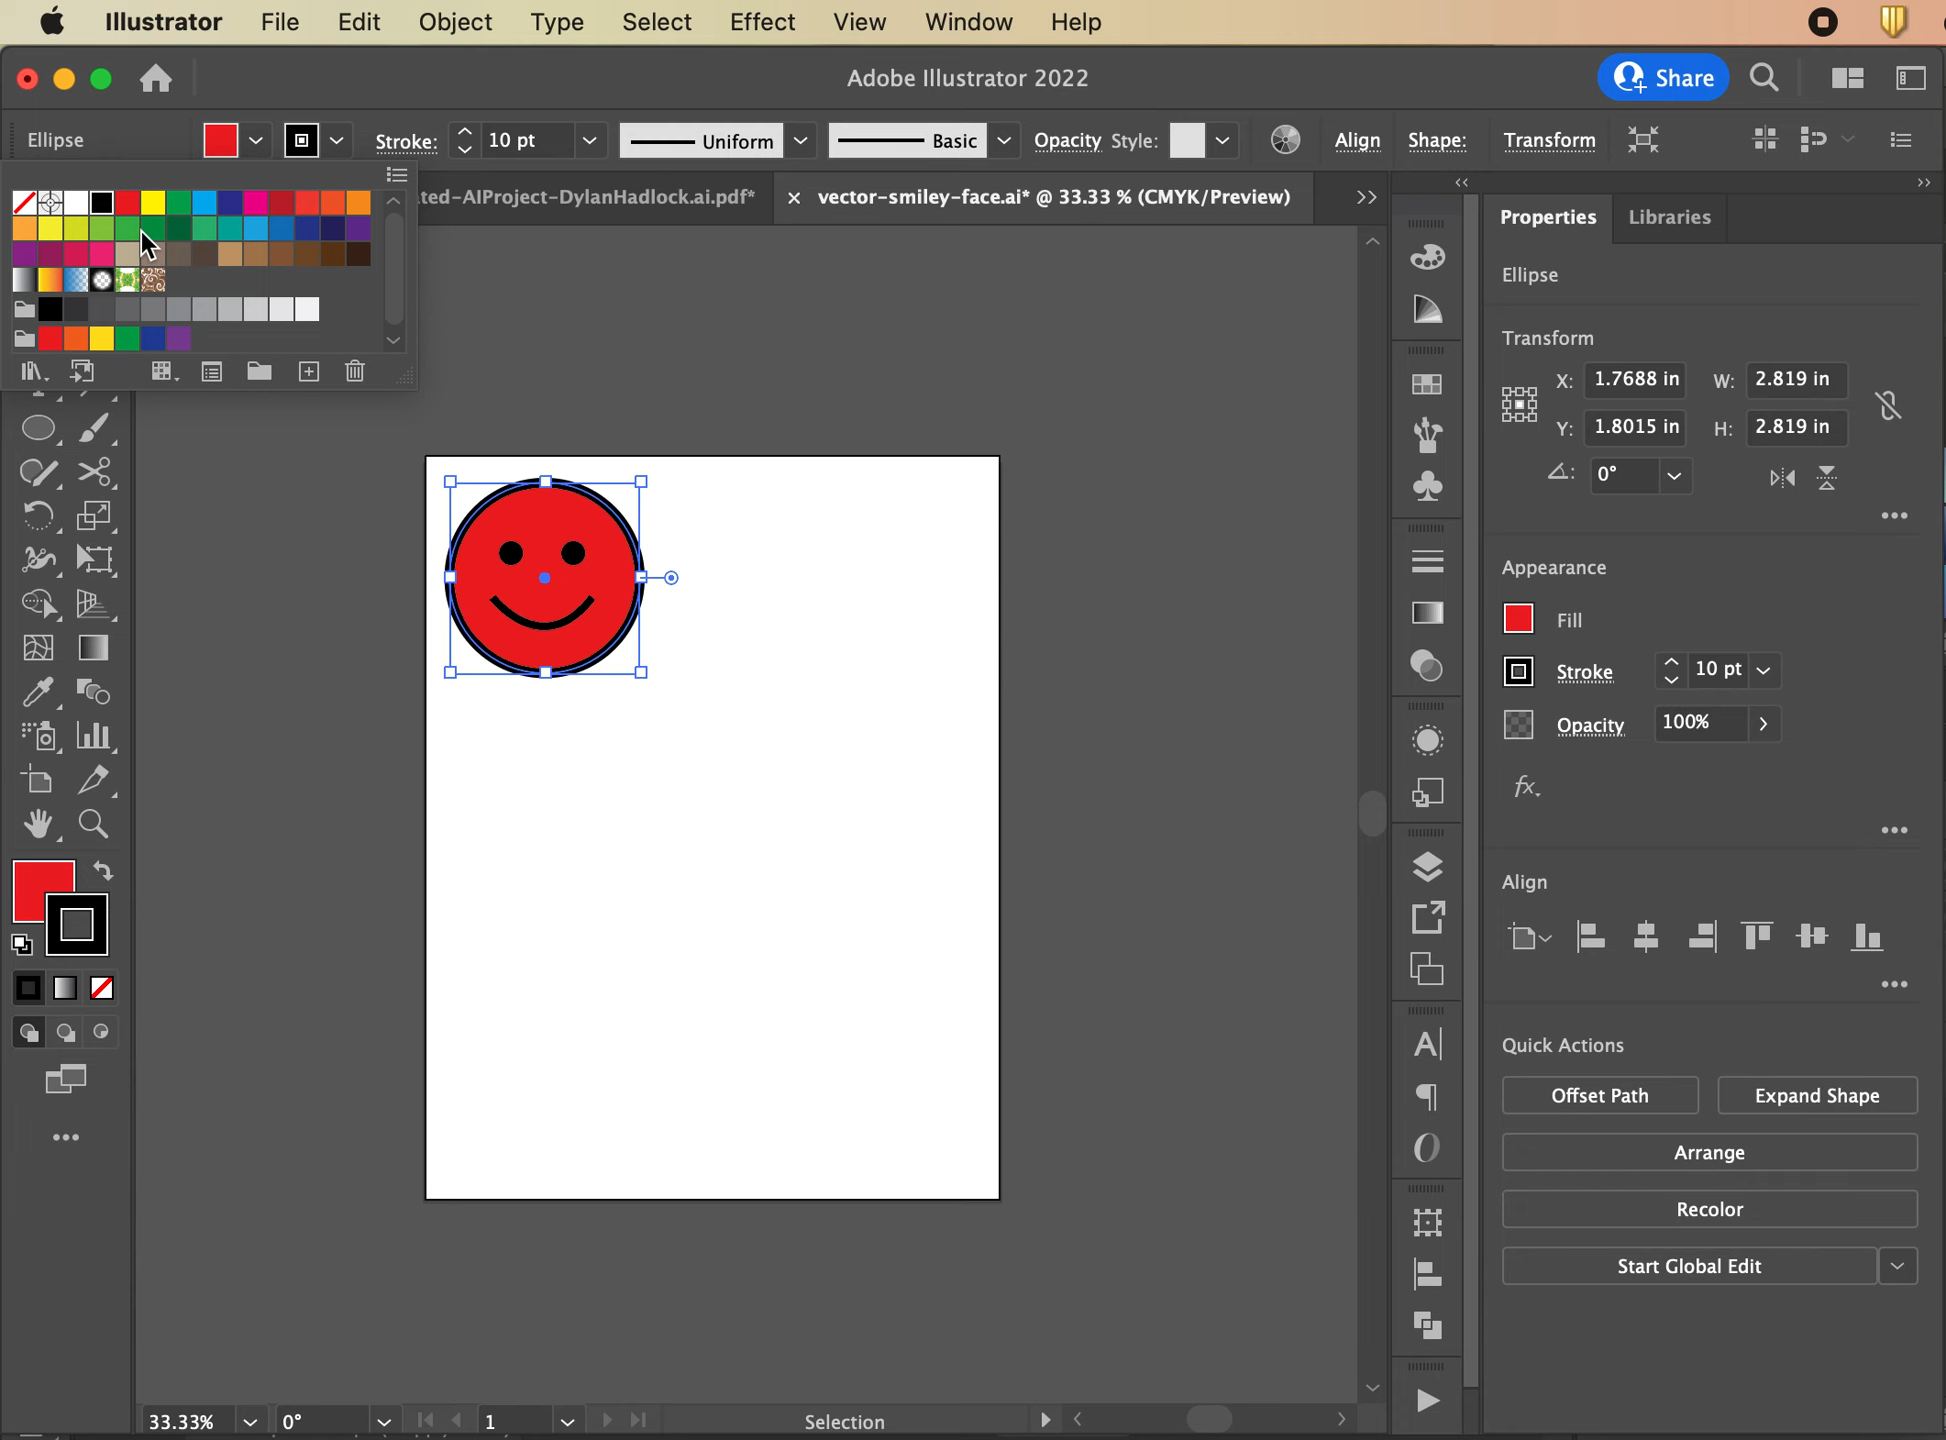 Illustrator File Edit Object Type Select Effect View Window Help
Adobe Illustrator 2022
Share
Ellipse Stroke: 10 pt Uniform Basic Opacity Style: Align Shape: Transform
ted-AIProject-DylanHadlock.ai.pdf* × vector-smiley-face.ai* @ 33.33 % (CMYK/Preview)
Properties Libraries
Ellipse
Transform
X: 1.7688 in W: 2.819 in
Y: 1.8015 in H: 2.819 in
0°
Appearance
Fill
Stroke 10 pt
Opacity 100%
fx
Align
Quick Actions
Offset Path Expand Shape
Arrange
Recolor
Start Global Edit
33.33% 0° 1 Selection